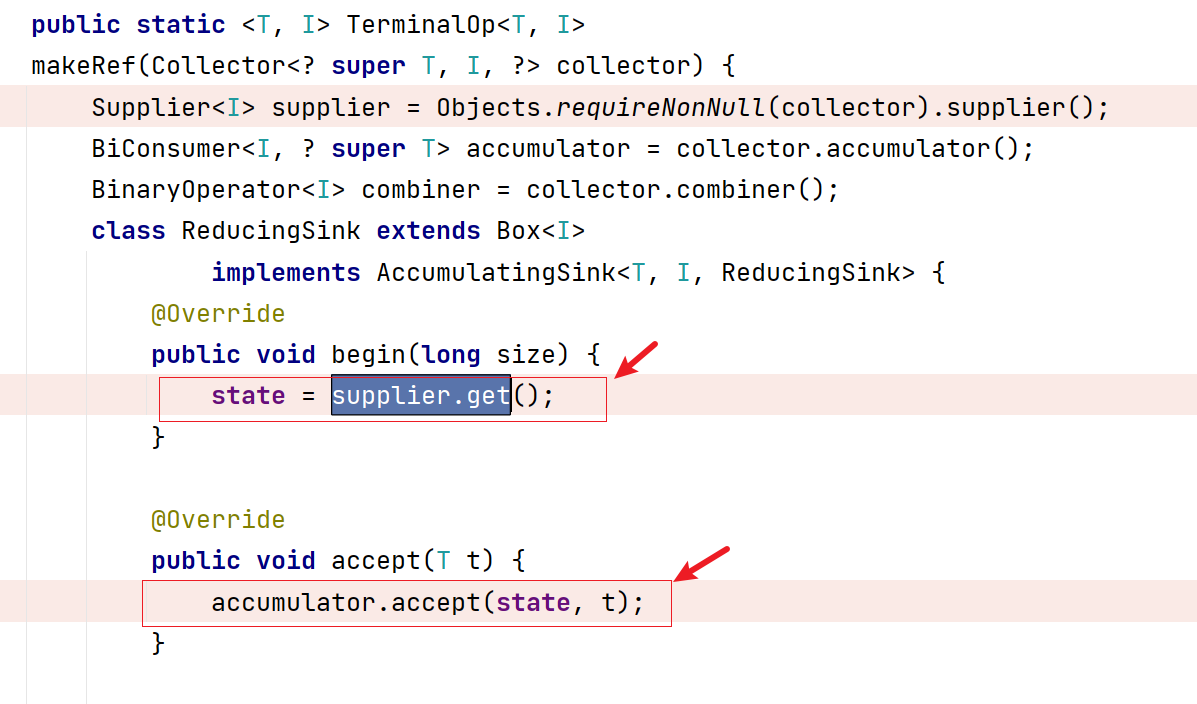 public static <T, I> TerminalOp<T, I>
makeRef(Collector<? super T, I, ?> collector) {
Supplier<I> supplier = Objects.requireNonNull(collector).supplier();
BiConsumer<I, ? super T> accumulator = collector.accumulator();
BinaryOperator<I> combiner = collector.combiner();
class ReducingSink extends Box<I>
implements AccumulatingSink<T, I, ReducingSink> {
@Override
public void begin(long size) {
state = supplier.get();
}
@Override
public void accept(T t) {
accumulator.accept(state, t);
}